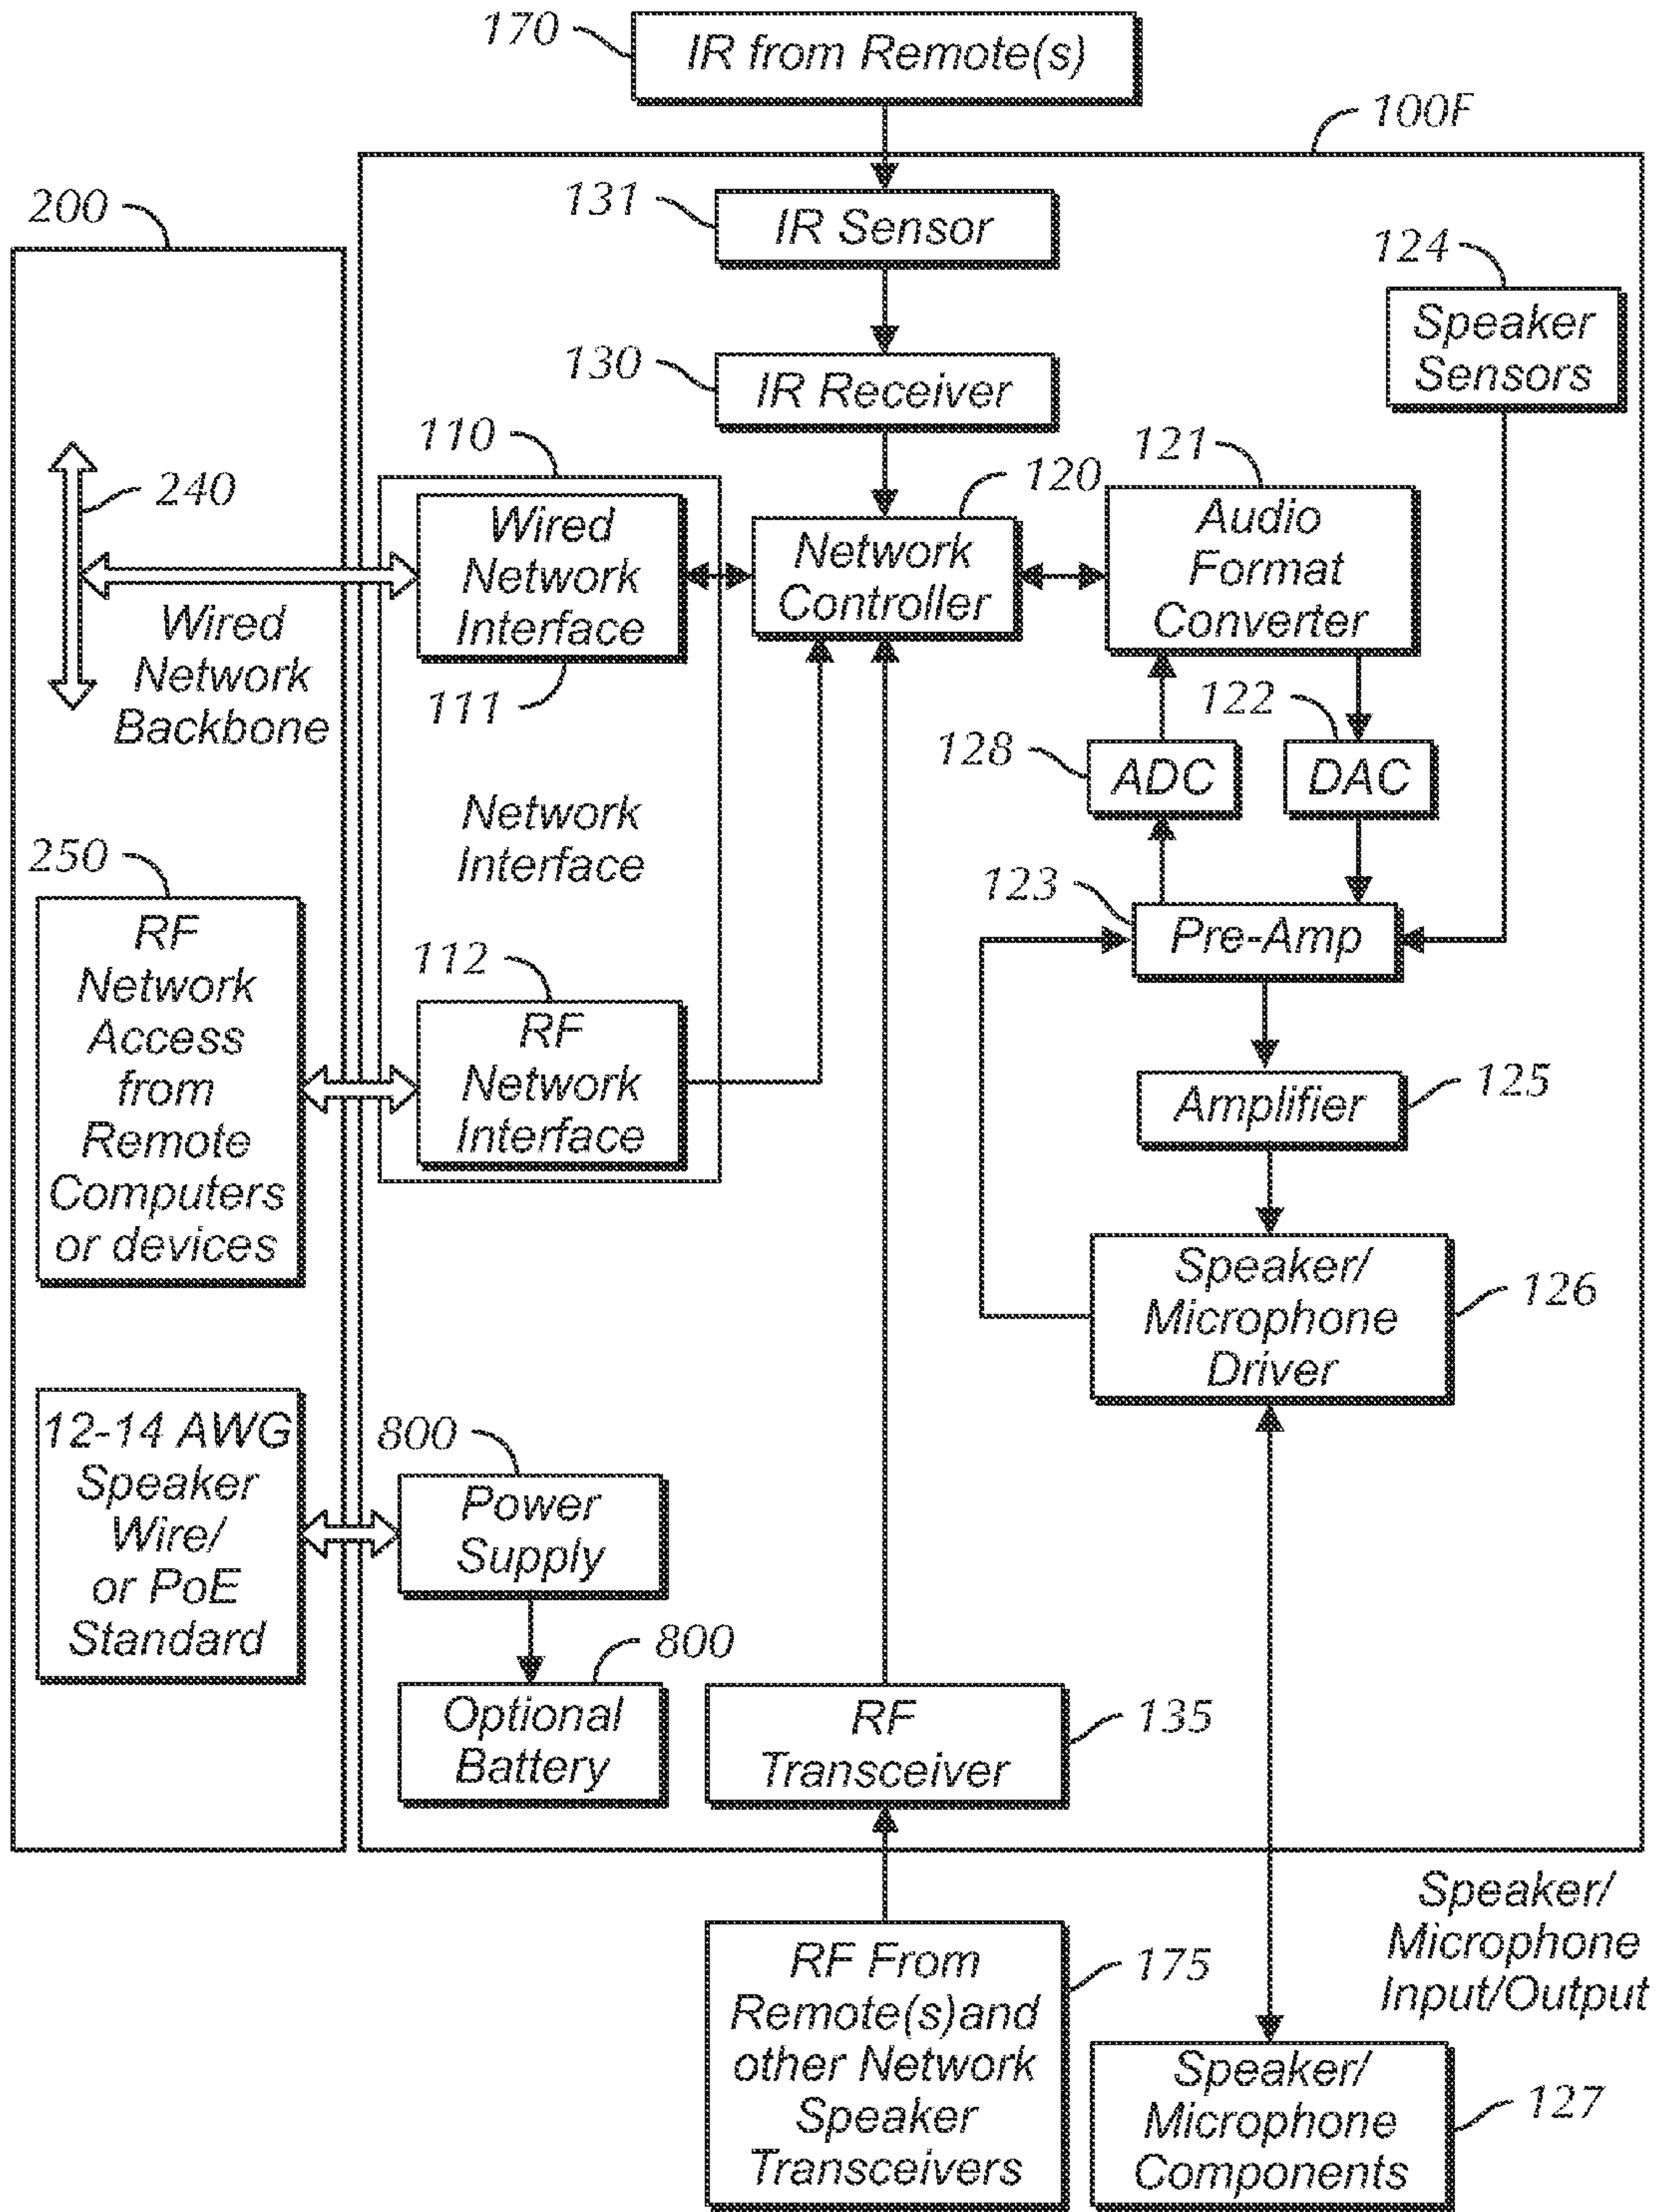 170
IR from Remote(s)
100F
131
IR Sensor
200
124
Speaker
Sensors
130
IR Receiver
110
121
240
120
Wired
Network
Interface
Network
Controller
Audio
Format
Converter
Wired
Network
Backbone
111
122
128
ADC
DAC
Network
Interface
250
123
Pre-Amp
RF
Network
Access
from
Remote
Computers
or devices
112
RF
Network
Interface
Amplifier
125
Speaker/
Microphone
Driver
126
12-14 AWG
Speaker
Wire/
or PoE
Standard
800
Power
Supply
800
Optional
Battery
RF
Transceiver
135
Speaker/
Microphone
Input/Output
RF From
Remote(s)and
other Network
Speaker
Transceivers
175
Speaker/
Microphone
Components
127